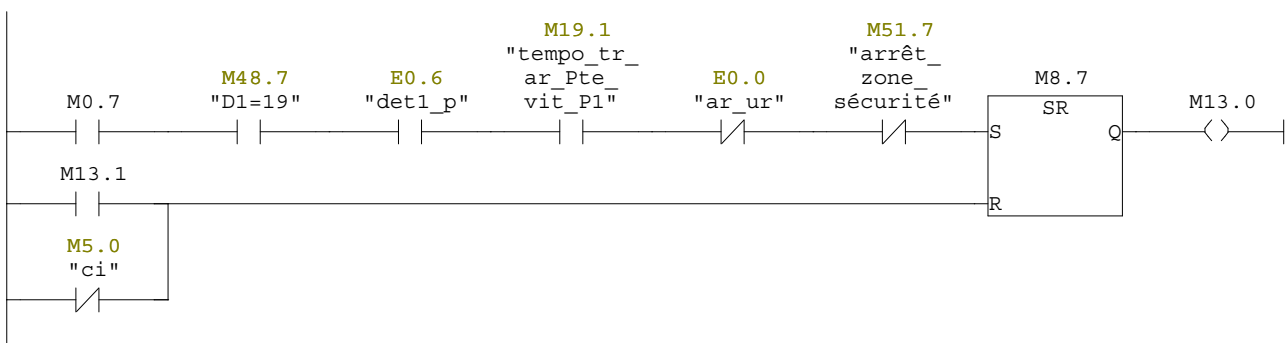 M19.1
M51.7
"tempo_tr_
"arrêt_
M48.7
E0.6
ar_Pte_
E0.0
zone_
M8.7
M0.7
"D1=19"
"det1_p"
vit_P1"
"ar_ur"
sécurité"
SR
M13.0
S
Q
M13.1
R
M5.0
"ci"